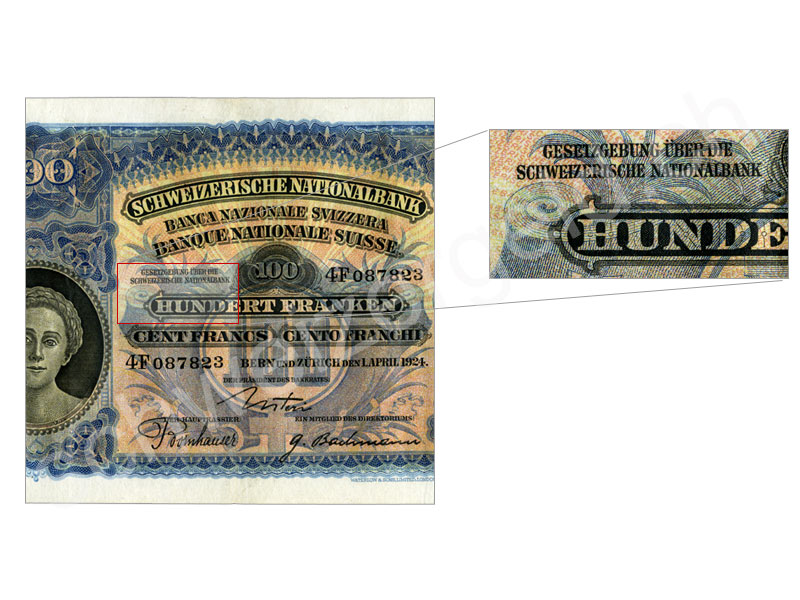 00
SCHWEIZERISCHE NATIONALBANK
BANCA NAZIONALE SVIZZERA
BANQUE NATIONALE SUISSE
GESETZGEBUNG ÜBER DIE
SCHWEIZERISCHE NATIONALBANK
100
4F087823
HUNDERT FRANKEN
CENT FRANCS CENTO FRANCHI
4F087823
BERN UND ZÜRICH DEN 1. APRIL 1924.
DER PRÄSIDENT DES BANKRATES:
DER HAUPTKASSIER:
EIN MITGLIED DES DIREKTORIUMS:
G. Bachmann
GESETZGEBUNG ÜBER DIE
SCHWEIZERISCHE NATIONALBANK
HUNDE